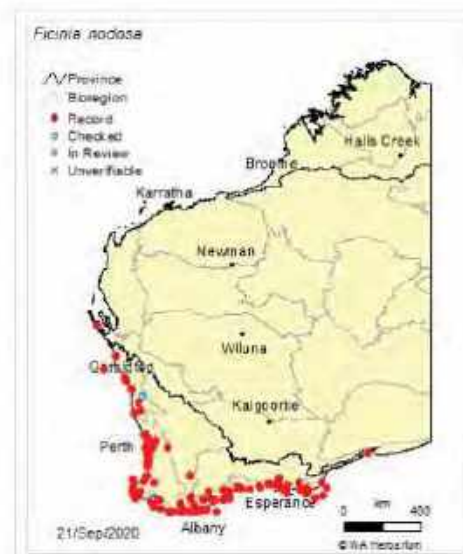 Ficinia nodosa
Province
Bioregion
Record
Checked
In Review
Unverifiable
Halls Creek
Broome
Karratha
Newman
Wiluna
Kalgoorlie
Perth
Esperance
Albany
km
0 400
21/Sep/2020
© WA Herbarium